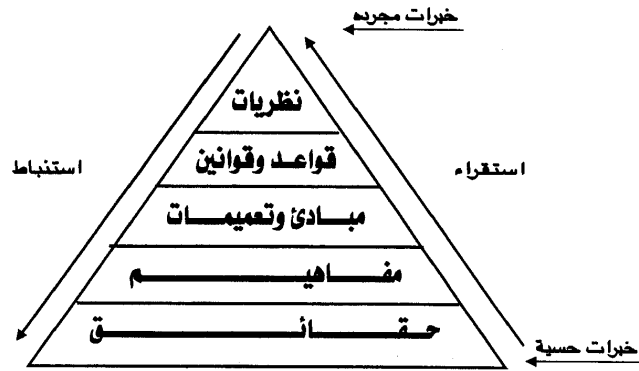 خبرات مجرده
نظريات
قواعد وقوانين
استقراء
استنباط
مبادئ وتعميمات
مفاهيم
حقائق
خبرات حسية